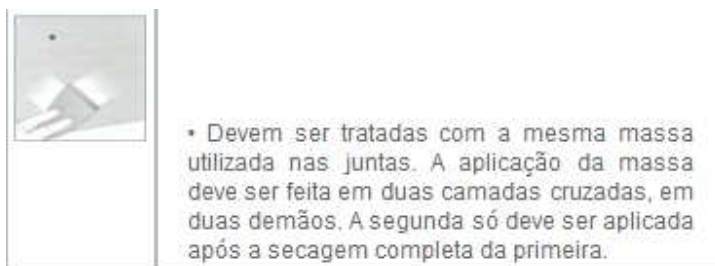 • Devem ser tratadas com a mesma massa
utilizada nas juntas. A aplicação da massa
deve ser feita em duas camadas cruzadas, em
duas demãos. A segunda só deve ser aplicada
após a secagem completa da primeira.